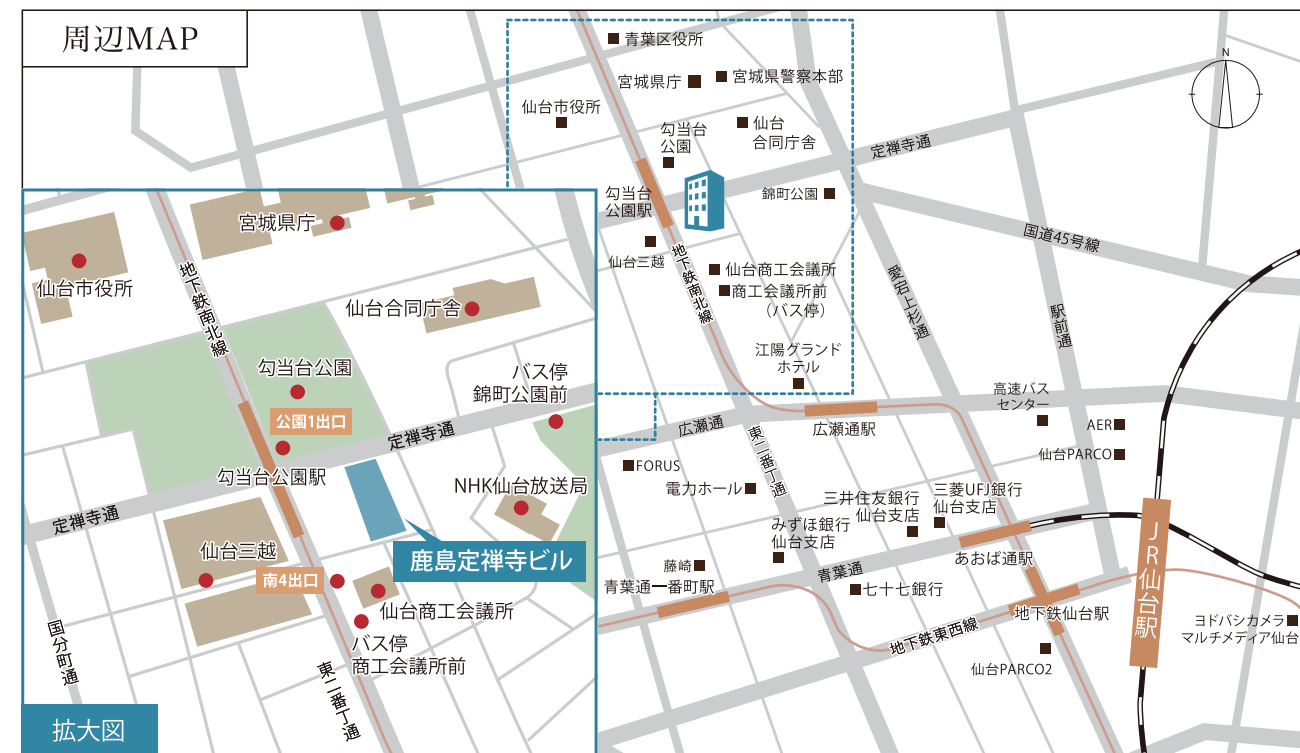 周辺MAP
N
青葉区役所
宮城県庁
宮城県警察本部
仙台市役所
勾当台
公園
仙台
合同庁舎
定禅寺通
勾当台
公園駅
錦町公園
国道45号線
仙台三越
地下鉄南北線
仙台商工会議所
商工会議所前
（バス停）
愛宕上杉通
駅前通
江陽グランド
ホテル
高速バス
センター
広瀬通
広瀬通駅
東二番丁通
AER
仙台PARCO
FORUS
電力ホール
三井住友銀行
仙台支店
三菱UFJ銀行
仙台支店
みずほ銀行
仙台支店
JR仙台駅
あおば通駅
藤崎
青葉通一番町駅
青葉通
七十七銀行
地下鉄仙台駅
地下鉄東西線
ヨドバシカメラ
マルチメディア仙台
仙台PARCO2
宮城県庁
仙台市役所
地下鉄南北線
仙台合同庁舎
勾当台公園
バス停
錦町公園前
公園1出口
定禅寺通
勾当台公園駅
NHK仙台放送局
定禅寺通
仙台三越
鹿島定禅寺ビル
南4出口
仙台商工会議所
バス停
商工会議所前
国分町通
東二番丁通
拡大図